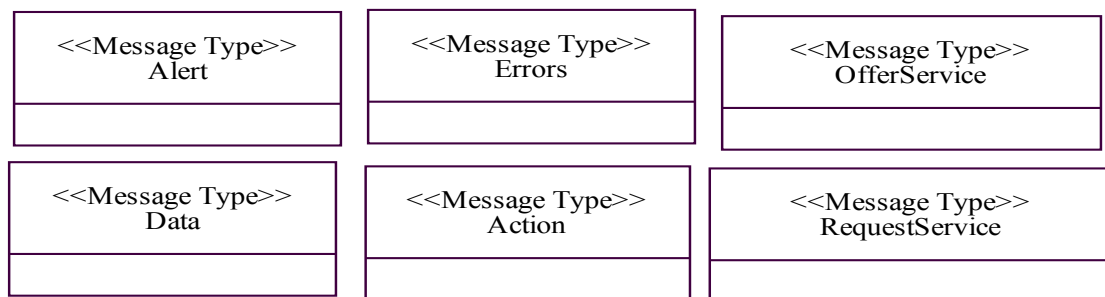 <<Message Type>>
Alert
<<Message Type>>
Errors
<<Message Type>>
OfferService
<<Message Type>>
Data
<<Message Type>>
Action
<<Message Type>>
RequestService